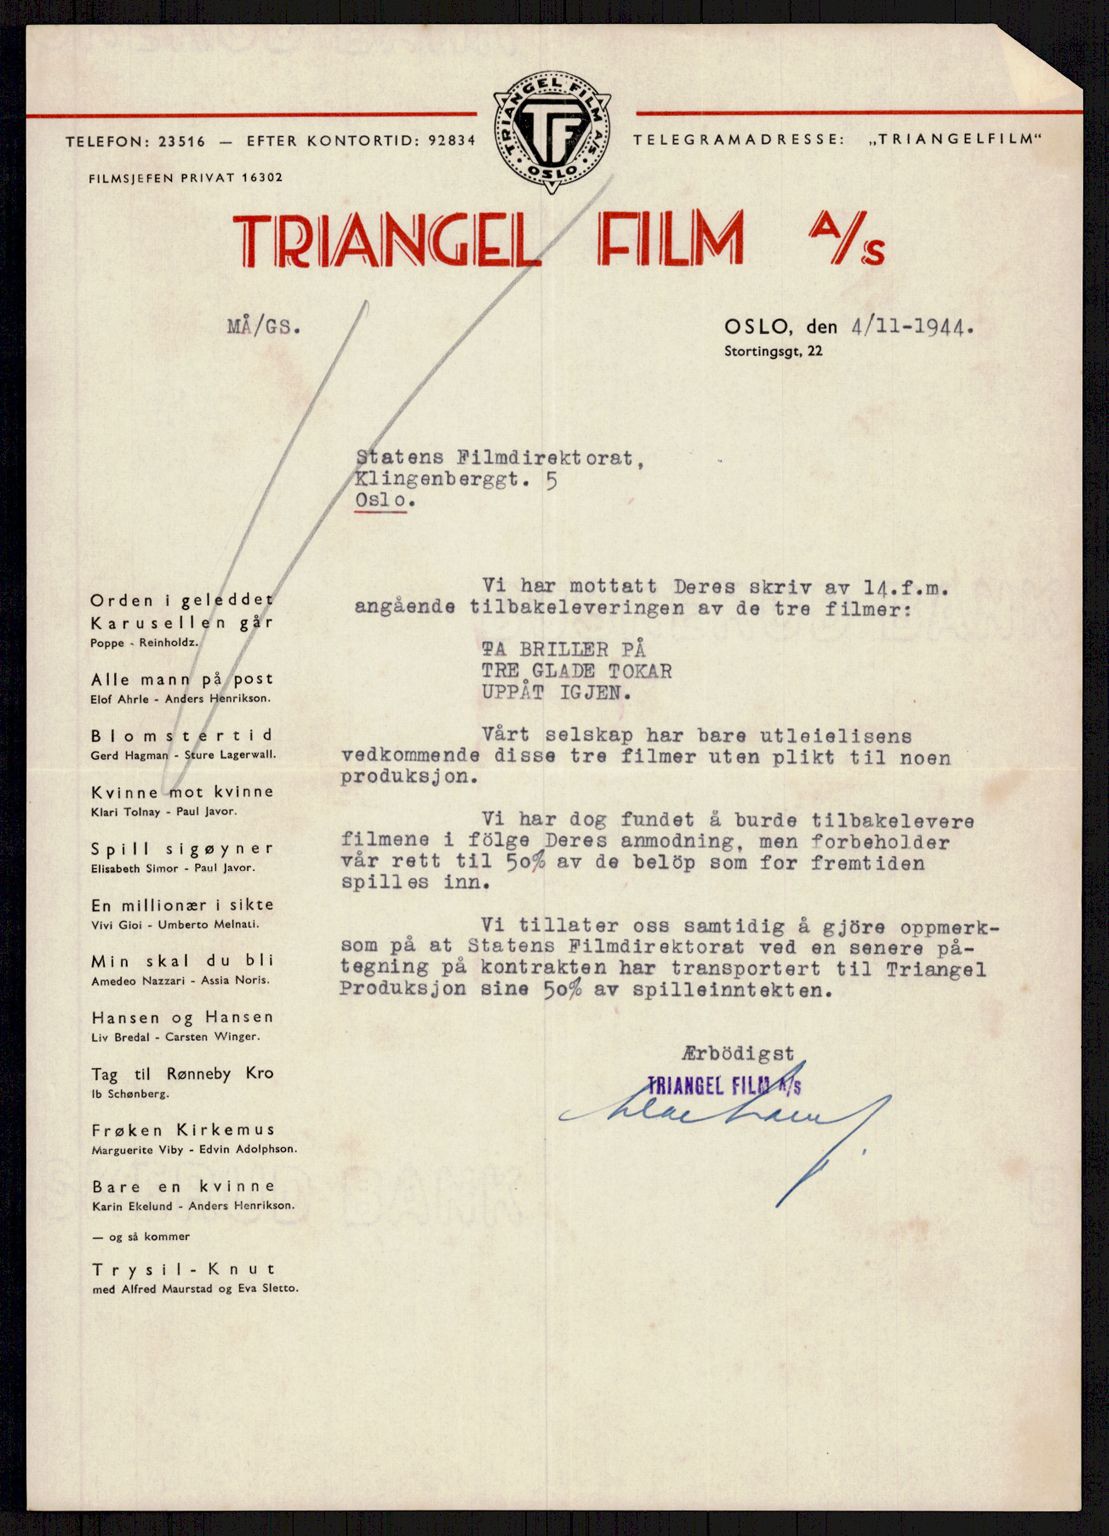 TRIANGEL FILM A/S
TF
OSLO
TELEFON: 23516 — EFTER KONTORTID: 92834
TELEGRAMADRESSE: „TRIANGELFILM“
FILMSJEFEN PRIVAT 16302
TRIANGEL FILM A/S
MÅ/GS.
OSLO, den 4/11-1944.
Stortingsgt, 22
Statens Filmdirektorat,
Klingenberggt. 5
Oslo.
Vi har mottatt Deres skriv av 14.f.m.
angående tilbakeleveringen av de tre filmer:
TA BRILLER PÅ
TRE GLADE TOKAR
UPPÅT IGJEN.
Vårt selskap har bare utleielisens
vedkommende disse tre filmer uten plikt til noen
produksjon.
Vi har dog fundet å burde tilbakelevere
filmene i fölge Deres anmodning, men forbeholder
vår rett til 50% av de belöp som for fremtiden
spilles inn.
Vi tillater oss samtidig å gjöre oppmerk-
som på at Statens Filmdirektorat ved en senere på-
tegning på kontrakten har transportert til Triangel
Produksjon sine 50% av spilleinntekten.
Ærbödigst
TRIANGEL FILM A/S
Orden i geleddet
Karusellen går
Poppe - Reinholdz.
Alle mann på post
Elof Ahrle - Anders Henrikson.
Blomstertid
Gerd Hagman - Sture Lagerwall.
Kvinne mot kvinne
Klari Tolnay - Paul Javor.
Spill sigøyner
Elisabeth Simor - Paul Javor.
En millionær i sikte
Vivi Gioi - Umberto Melnati.
Min skal du bli
Amedeo Nazzari - Assia Noris.
Hansen og Hansen
Liv Bredal - Carsten Winger.
Tag til Rønneby Kro
Ib Schønberg.
Frøken Kirkemus
Marguerite Viby - Edvin Adolphson.
Bare en kvinne
Karin Ekelund - Anders Henrikson.
— og så kommer
Trysil-Knut
med Alfred Maurstad og Eva Sletto.